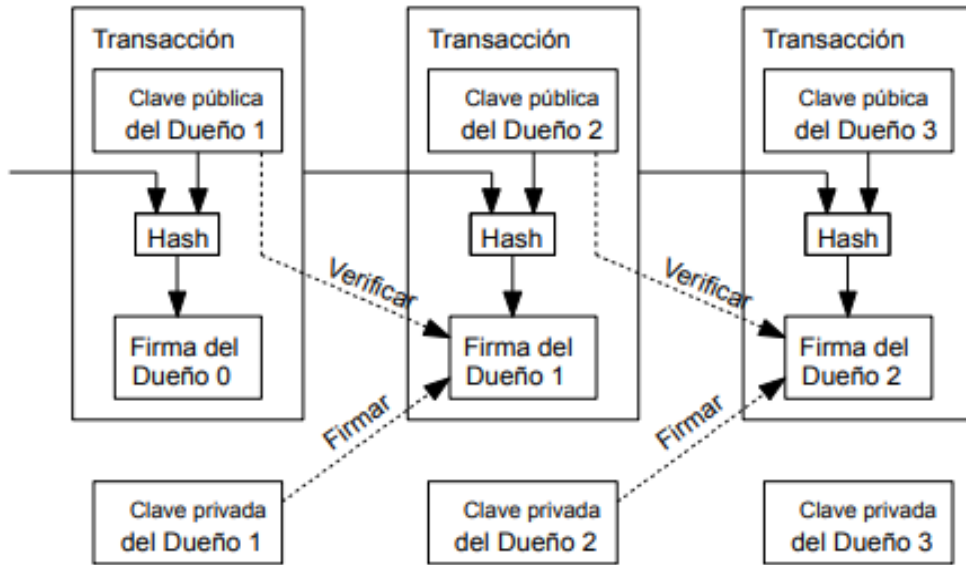 Transacción
Clave pública
del Dueño 1
Hash
Firma del
Dueño 0
Transacción
Clave pública
del Dueño 2
Hash
Verificar
Firma del
Dueño 1
Firmar
Transacción
Clave púbica
del Dueño 3
Hash
Verificar
Firma del
Dueño 2
Firmar
Clave privada
del Dueño 1
Clave privada
del Dueño 2
Clave privada
del Dueño 3